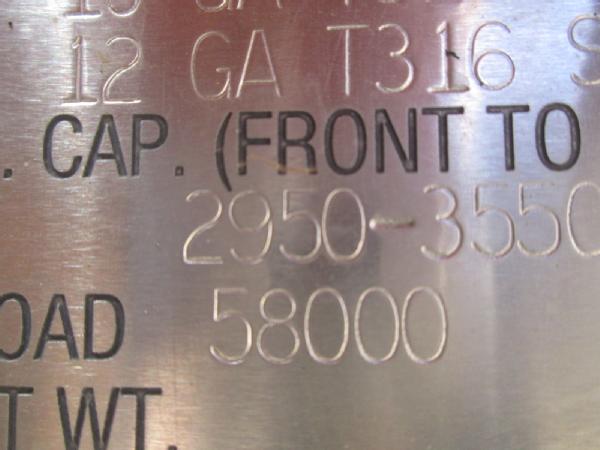 12 GA T316 S
. CAP. (FRONT TO
2950-3550
OAD 58000
T WT.